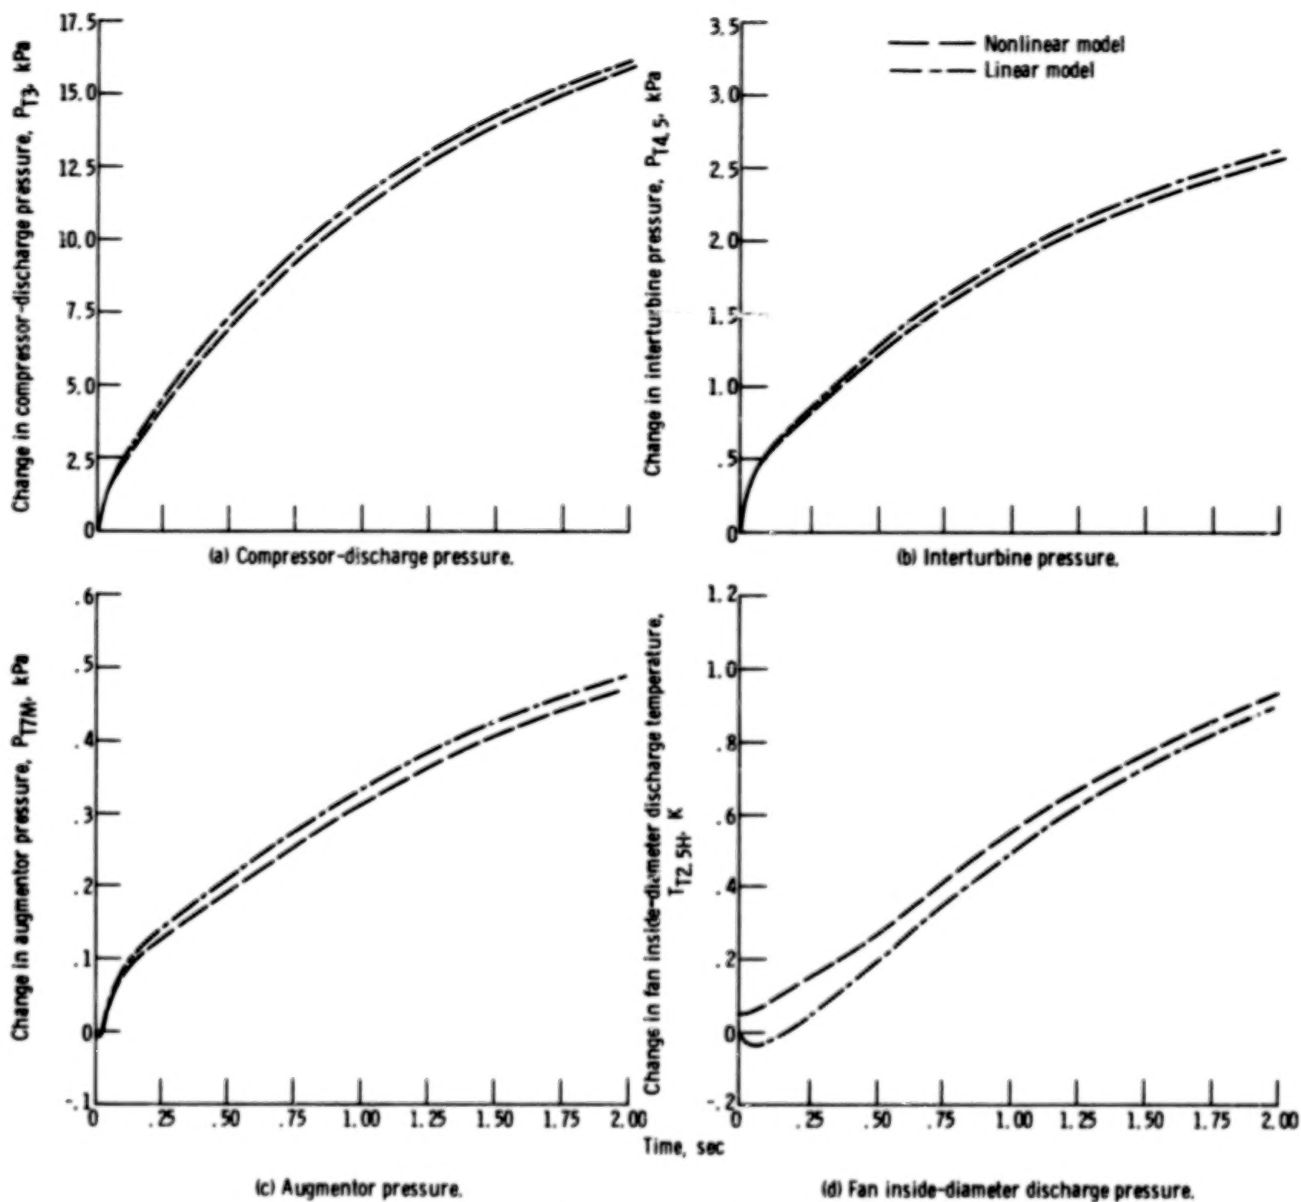 17.5
15.0
12.5
10.0
7.5
5.0
2.5
0
Change in compressor-discharge pressure, PT3, kPa
(a) Compressor-discharge pressure.
3.5
3.0
2.5
2.0
1.5
1.0
.5
0
Change in interturbine pressure, PT4.5, kPa
Nonlinear model
Linear model
(b) Interturbine pressure.
.6
.5
.4
.3
.2
.1
0
-.1
Change in augmentor pressure, PT7M, kPa
0 .25 .50 .75 1.00 1.25 1.50 1.75 2.00
(c) Augmentor pressure.
1.2
1.0
.8
.6
.4
.2
0
-.2
Change in fan inside-diameter discharge temperature,
TT2.5H, K
0 .25 .50 .75 1.00 1.25 1.50 1.75 2.00
Time, sec
(d) Fan inside-diameter discharge pressure.